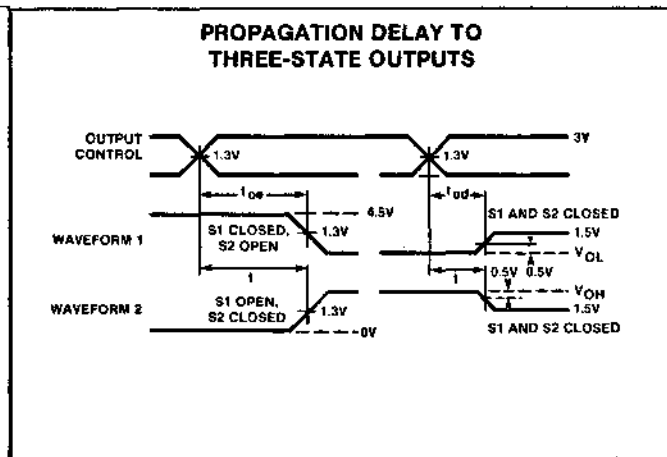 PROPAGATION DELAY TO
THREE-STATE OUTPUTS
OUTPUT
CONTROL
1.3V
1.3V
3V
toe
tod
4.5V
S1 AND S2 CLOSED
WAVEFORM 1
S1 CLOSED,
S2 OPEN
1.3V
1.5V
VOL
0.5V
t
t
0.5V
WAVEFORM 2
S1 OPEN,
S2 CLOSED
1.3V
0V
VOH
1.5V
S1 AND S2 CLOSED